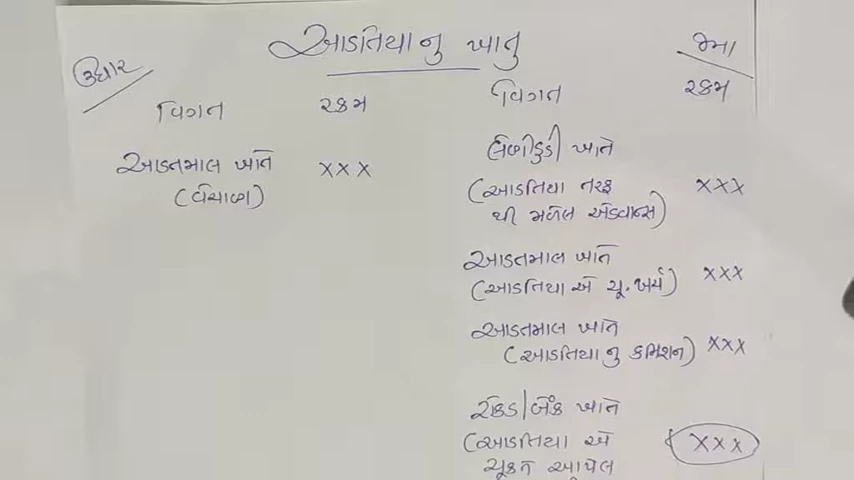 આડતિયાનુ ખાતુ
ઉધાર
જમા
વિગત રકમ વિગત રકમ
આડતમાલ ખાતે xxx
(વેચાણ)
લેણીહુંડી ખાતે
(આડતિયા તરફ xxx
થી મળેલ એડવાન્સ)
આડતમાલ ખાતે
(આડતિયા એ ચૂ. ખર્ચ) xxx
આડતમાલ ખાતે
(આડતિયાનુ કમિશન) xxx
રોકડ/બેંક ખાતે
(આડતિયા એ xxx
ચૂકતે આપેલ